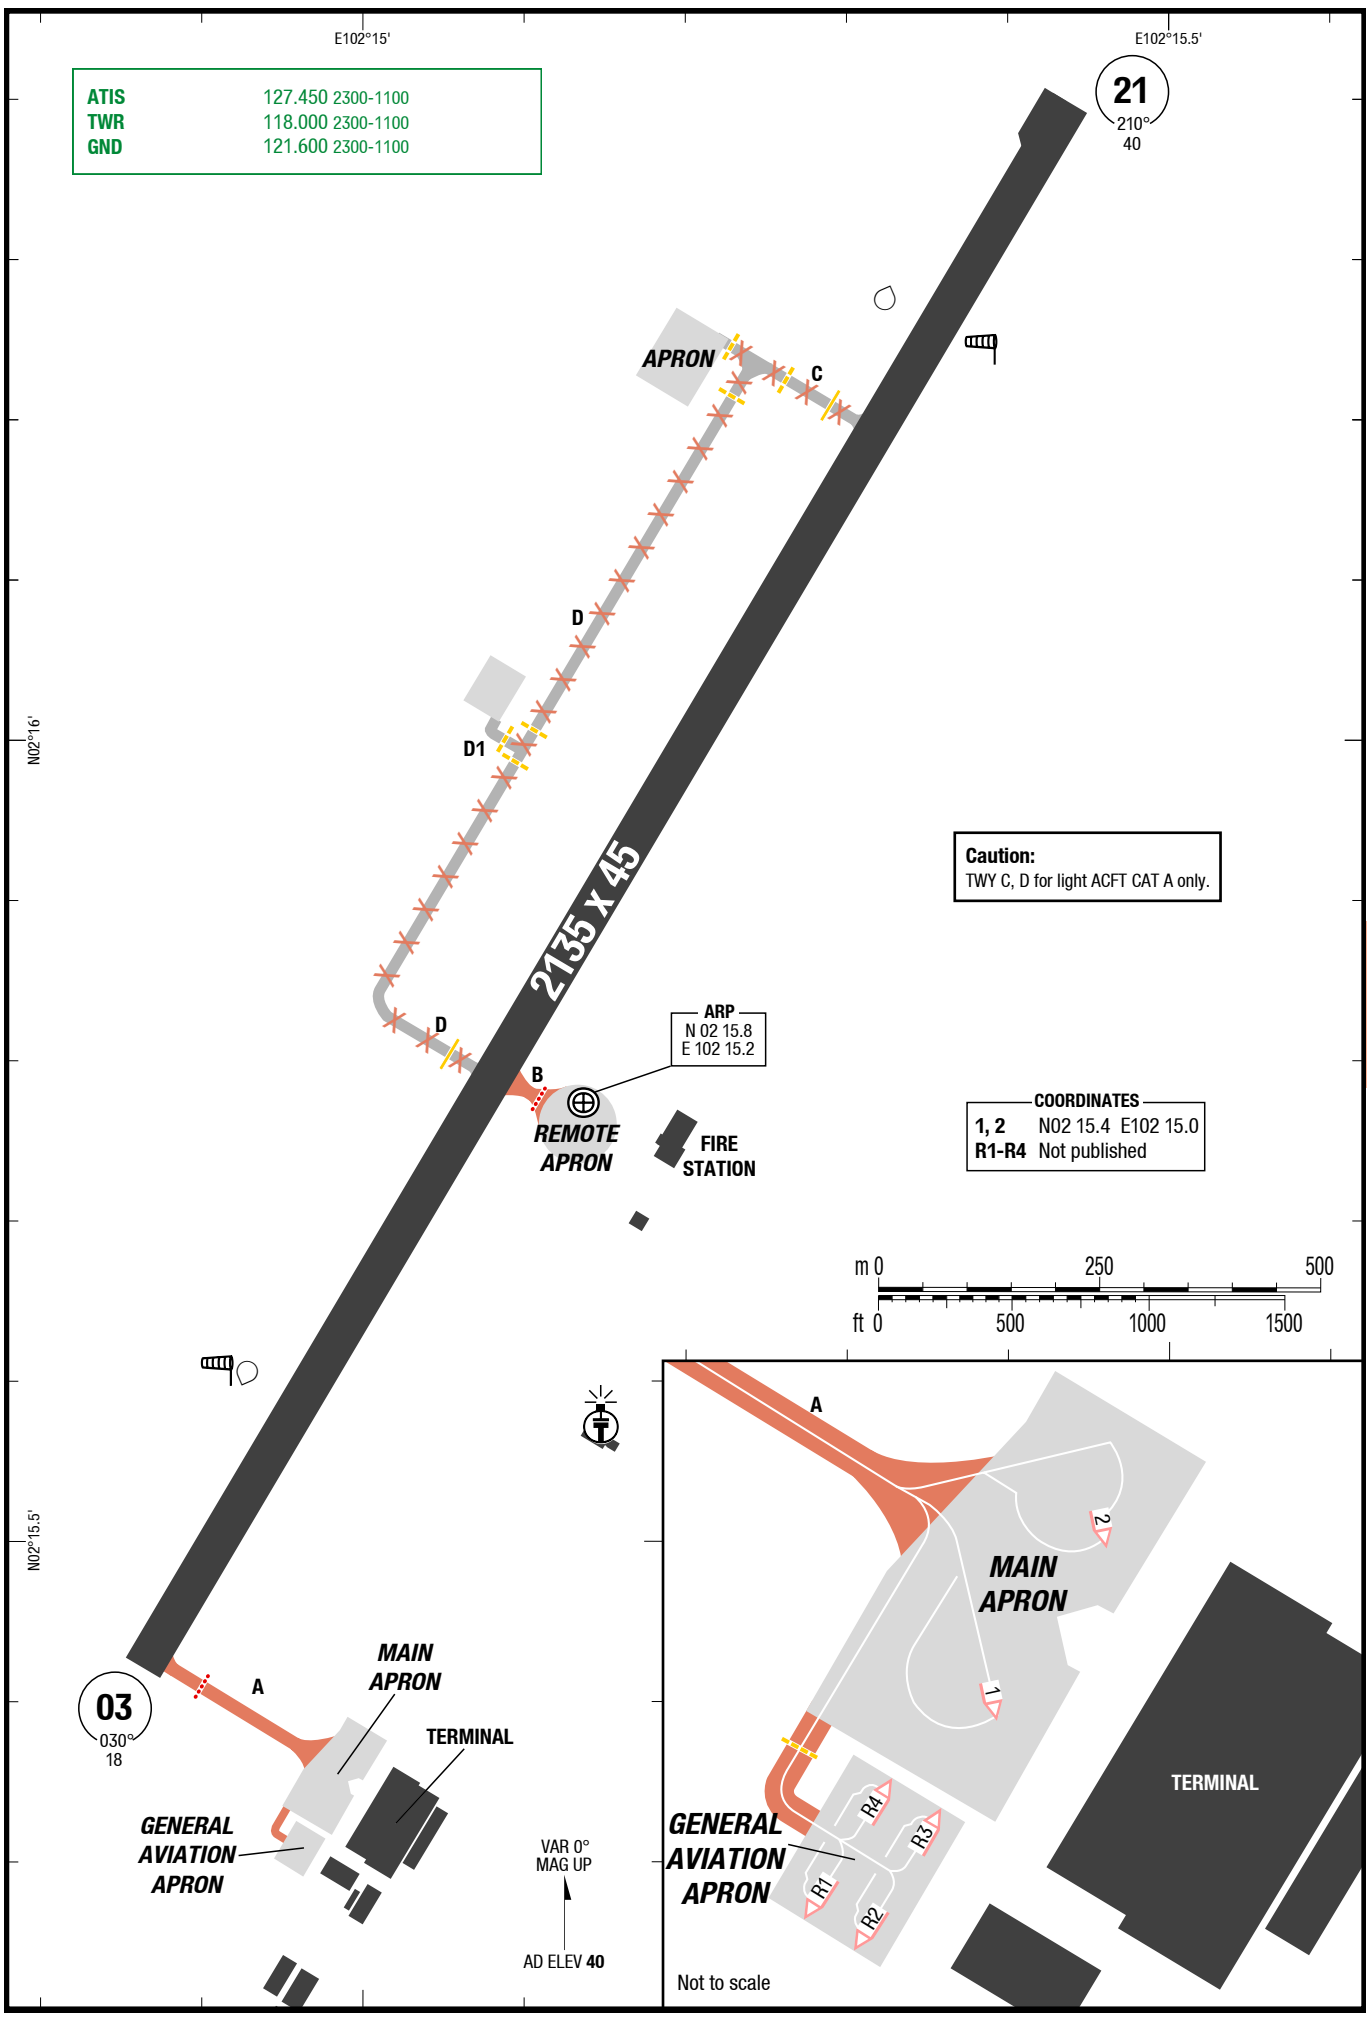 E102°15'
E102°15.5'
ATIS 127.450 2300-1100
TWR 118.000 2300-1100
GND 121.600 2300-1100
21
210°
40
APRON
C
D
N02°16'
D1
2135 x 45
Caution:
TWY C, D for light ACFT CAT A only.
D
ARP
N 02 15.8
E 102 15.2
B
REMOTE
APRON
FIRE
STATION
COORDINATES
1, 2 N02 15.4 E102 15.0
R1-R4 Not published
m 0 250 500
ft 0 500 1000 1500
N02°15.5'
A
2
MAIN
APRON
1
TERMINAL
R4
R3
R1
R2
GENERAL
AVIATION
APRON
Not to scale
03
030°
18
A
MAIN
APRON
TERMINAL
GENERAL
AVIATION
APRON
VAR 0°
MAG UP
AD ELEV 40